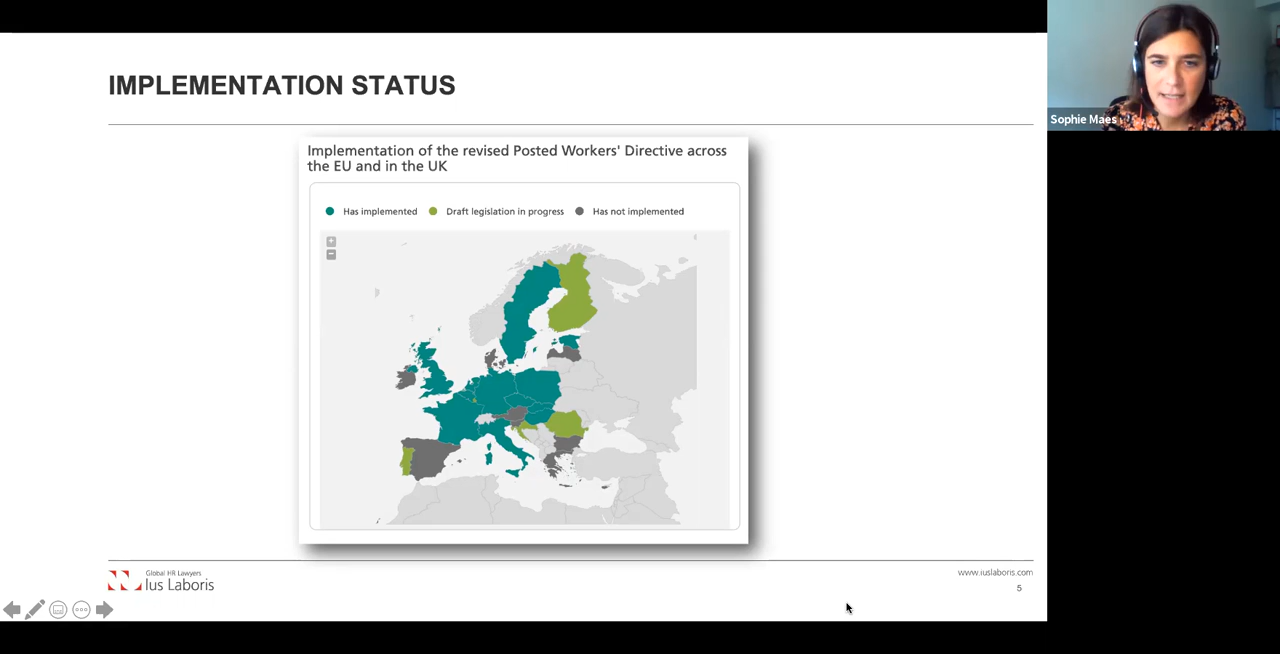 IMPLEMENTATION STATUS
Implementation of the revised Posted Workers' Directive across
the EU and in the UK
Has implemented Draft legislation in progress Has not implemented
+
−
Global HR Lawyers
Ius Laboris
www.iuslaboris.com
5
Sophie Maes